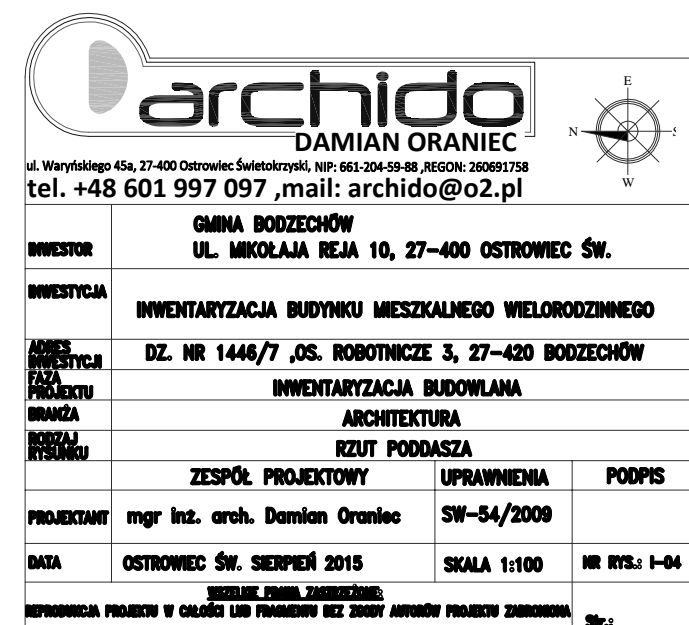 archido
DAMIAN ORANIEC
ul. Waryńskiego 45a, 27-400 Ostrowiec Świetokrzyski, NIP: 661-204-59-88 ,REGON: 260691758
tel. +48 601 997 097 ,mail: archido@o2.pl
E
N
S
W
GMINA BODZECHÓW
INWESTOR UL. MIKOŁAJA REJA 10, 27-400 OSTROWIEC ŚW.
INWESTYCJA
INWENTARYZACJA BUDYNKU MIESZKALNEGO WIELORODZINNEGO
ADRES INWESTYCJI DZ. NR 1446/7 ,OS. ROBOTNICZE 3, 27-420 BODZECHÓW
FAZA PROJEKTU INWENTARYZACJA BUDOWLANA
BRANŻA ARCHITEKTURA
RODZAJ RYSUNKU RZUT PODDASZA
ZESPÓŁ PROJEKTOWY UPRAWNIENIA PODPIS
PROJEKTANT mgr inż. arch. Damian Oraniec SW-54/2009
DATA OSTROWIEC ŚW. SIERPIEŃ 2015 SKALA 1:100 NR RYS.: I-04
WSZELKIE PRAWA ZASTRZEŻONE:
REPRODUKCJA PROJEKTU W CAŁOŚCI LUB FRAGMENTU BEZ ZGODY AUTORÓW PROJEKTU ZABRONIONA
Str.: